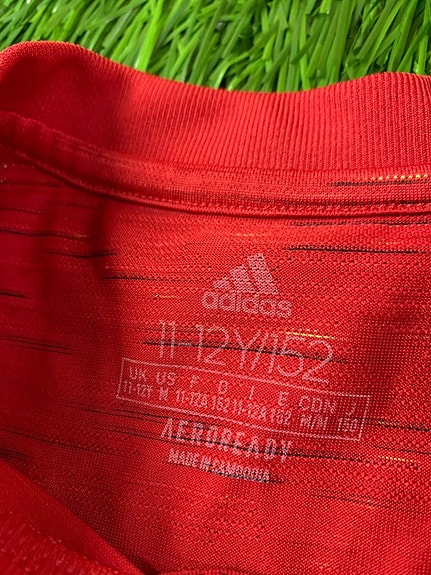 adidas
11-12Y/152
UK US F D I E CDN J
11-12Y M 11-12A 152 11-12A 152 M/M 150
AEROREADY
MADE IN CAMBODIA